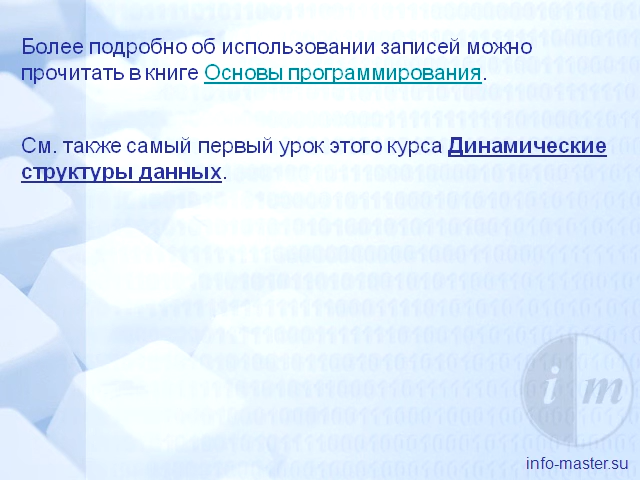 Более подробно об использовании записей можно
прочитать в книге Основы программирования.
См. также самый первый урок этого курса Динамические
структуры данных.
im
info-master.su